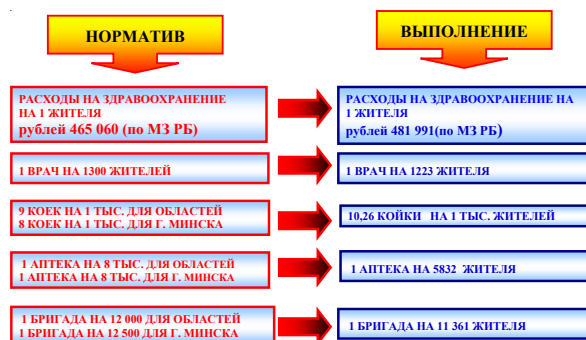 НОРМАТИВ
ВЫПОЛНЕНИЕ
РАСХОДЫ НА ЗДРАВООХРАНЕНИЕ
НА 1 ЖИТЕЛЯ
рублей 465 060 (по МЗ РБ)
РАСХОДЫ НА ЗДРАВООХРАНЕНИЕ НА
1 ЖИТЕЛЯ
рублей 481 991(по МЗ РБ)
1 ВРАЧ НА 1300 ЖИТЕЛЕЙ
1 ВРАЧ НА 1223 ЖИТЕЛЯ
9 КОЕК НА 1 ТЫС. ДЛЯ ОБЛАСТЕЙ
8 КОЕК НА 1 ТЫС. ДЛЯ Г. МИНСКА
10,26 КОЙКИ НА 1 ТЫС. ЖИТЕЛЕЙ
1 АПТЕКА НА 8 ТЫС. ДЛЯ ОБЛАСТЕЙ
1 АПТЕКА НА 8 ТЫС. ДЛЯ Г. МИНСКА
1 АПТЕКА НА 5832 ЖИТЕЛЯ
1 БРИГАДА НА 12 000 ДЛЯ ОБЛАСТЕЙ
1 БРИГАДА НА 12 500 ДЛЯ Г. МИНСКА
1 БРИГАДА НА 11 361 ЖИТЕЛЯ